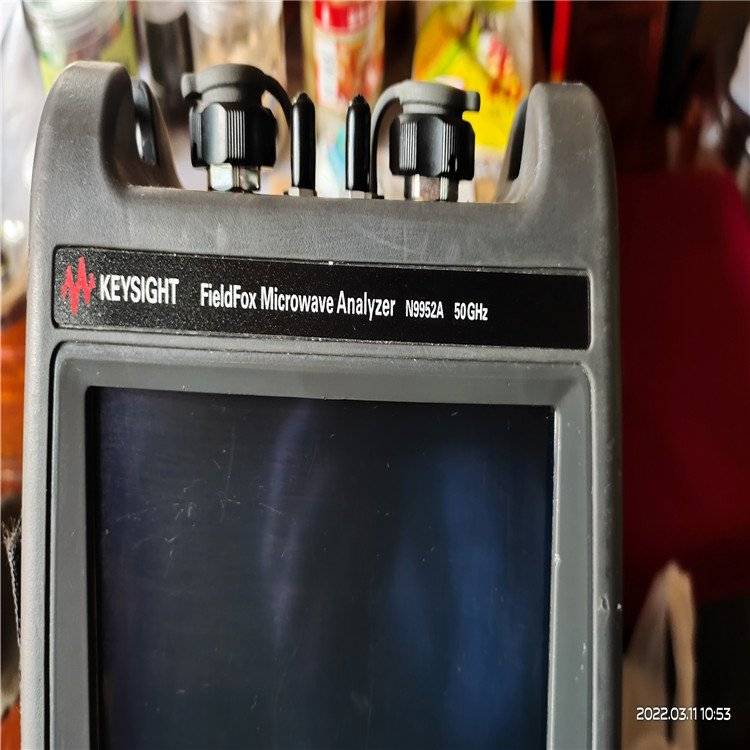 KEYSIGHT FieldFox Microwave Analyzer N9952A 50GHz
2022.03.11 10:53